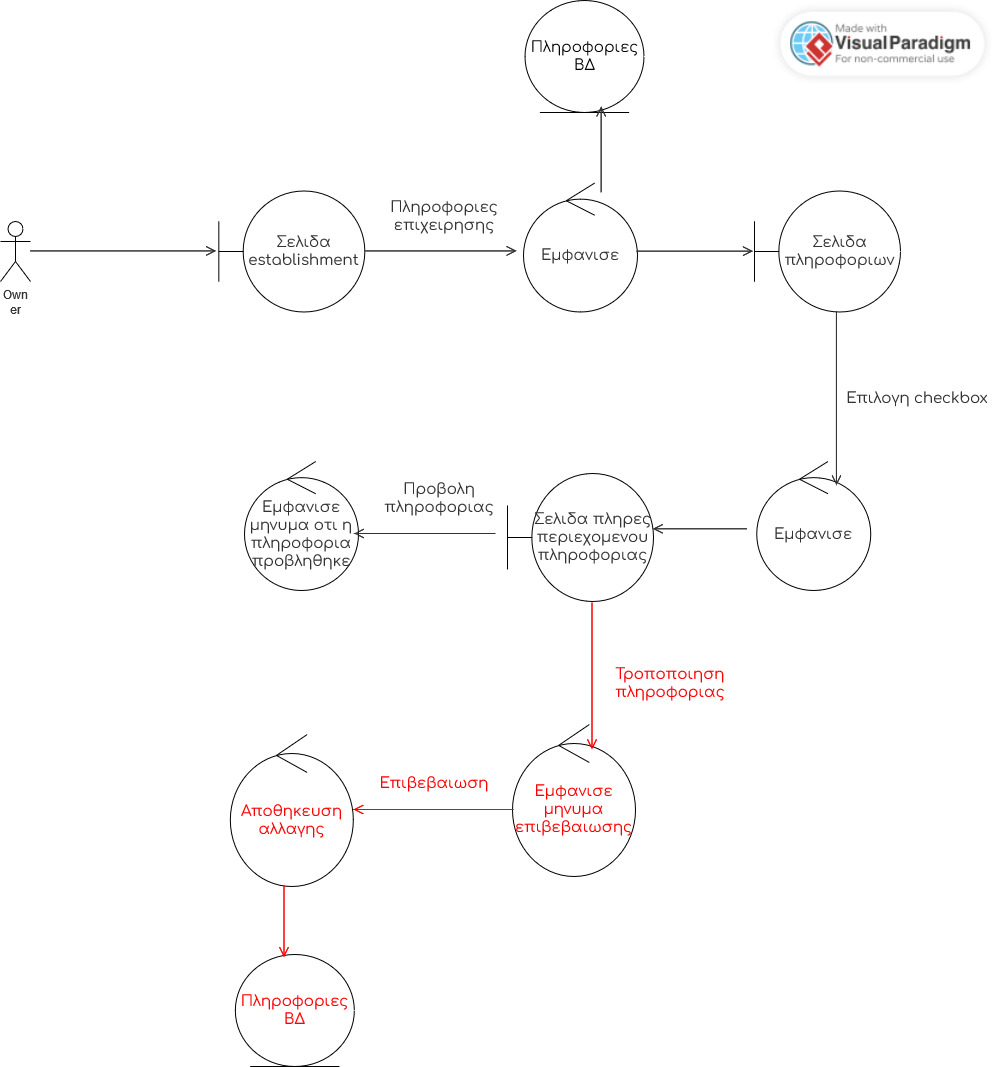 Πληροφοριες
ΒΔ
Made with
Visual Paradigm
For non-commercial use
Πληροφοριες
επιχειρησης
Σελιδα
establishment
Εμφανισε
Σελιδα
πληροφοριων
Own
er
Επιλογη checkbox
Προβολη
πληροφοριας
Εμφανισε
μηνυμα οτι η
πληροφορια
προβληθηκε
Σελιδα πληρες
περιεχομενου
πληροφοριας
Εμφανισε
Τροποποιηση
πληροφοριας
Επιβεβαιωση
Εμφανισε
μηνυμα
επιβεβαιωσης
Αποθηκευση
αλλαγης
Πληροφοριες
ΒΔ